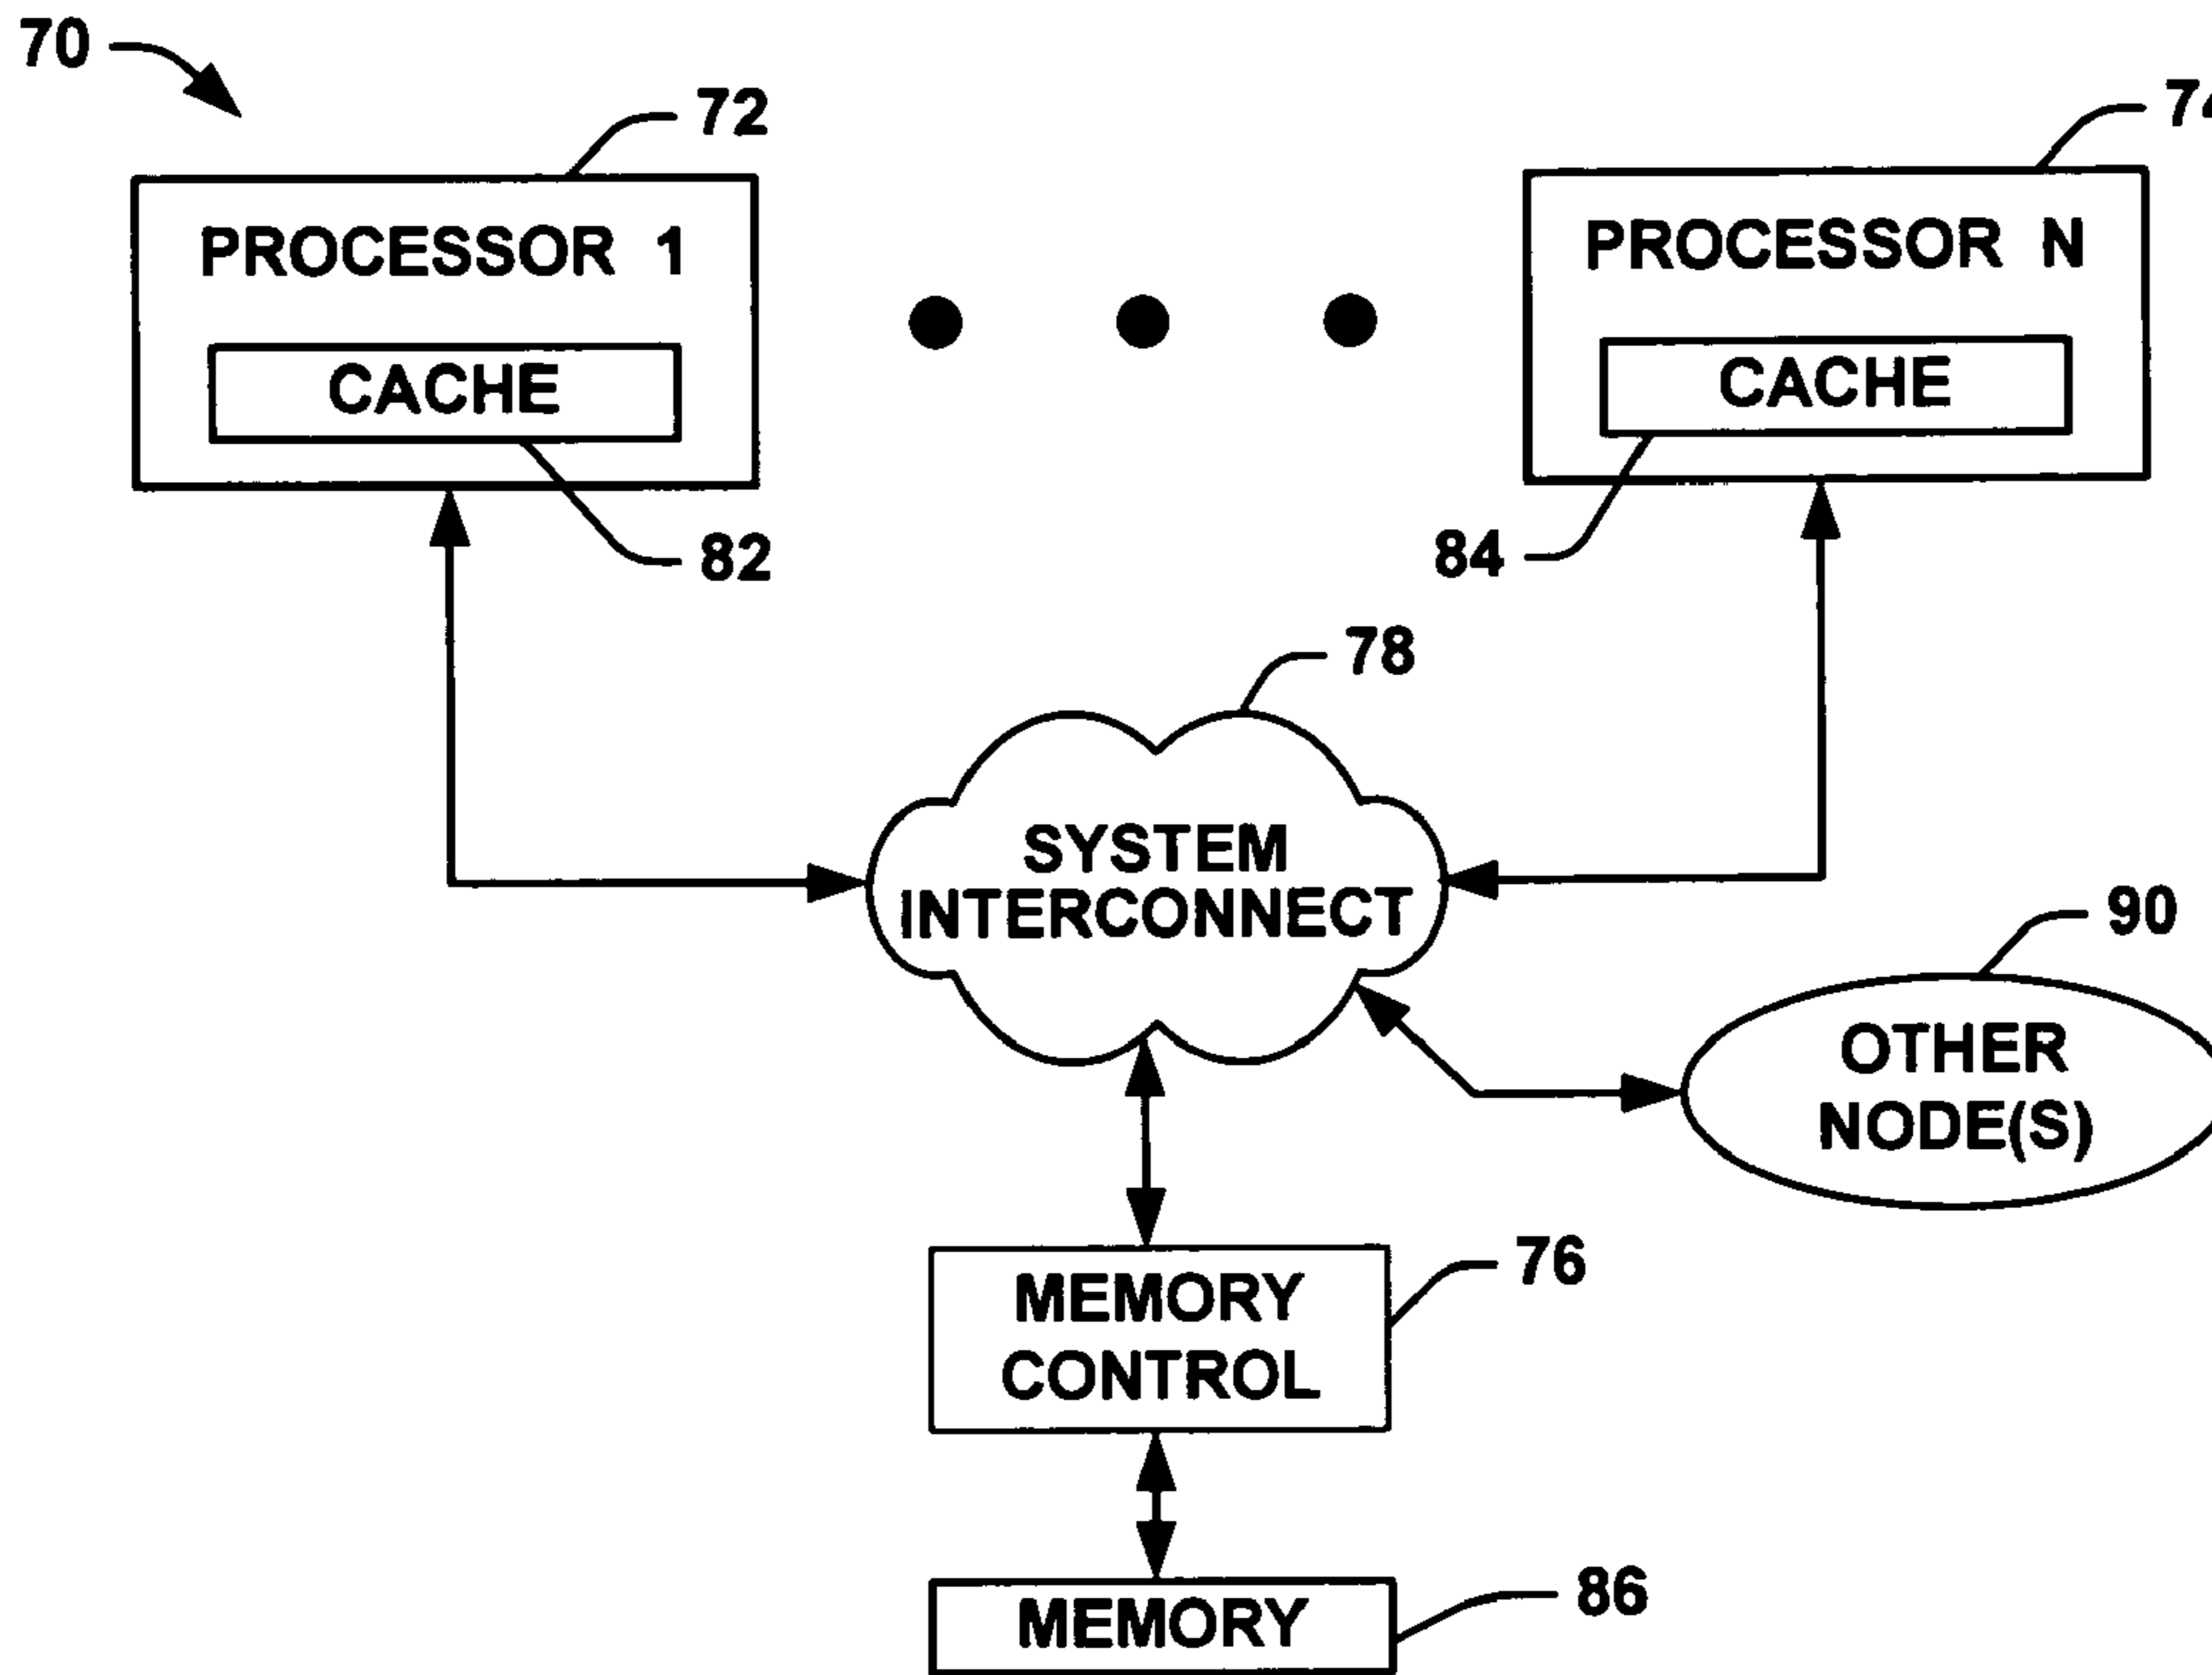 70
72
74
PROCESSOR 1
PROCESSOR N
CACHE
CACHE
82
84
78
SYSTEM
INTERCONNECT
90
OTHER
NODE(S)
76
MEMORY
CONTROL
86
MEMORY